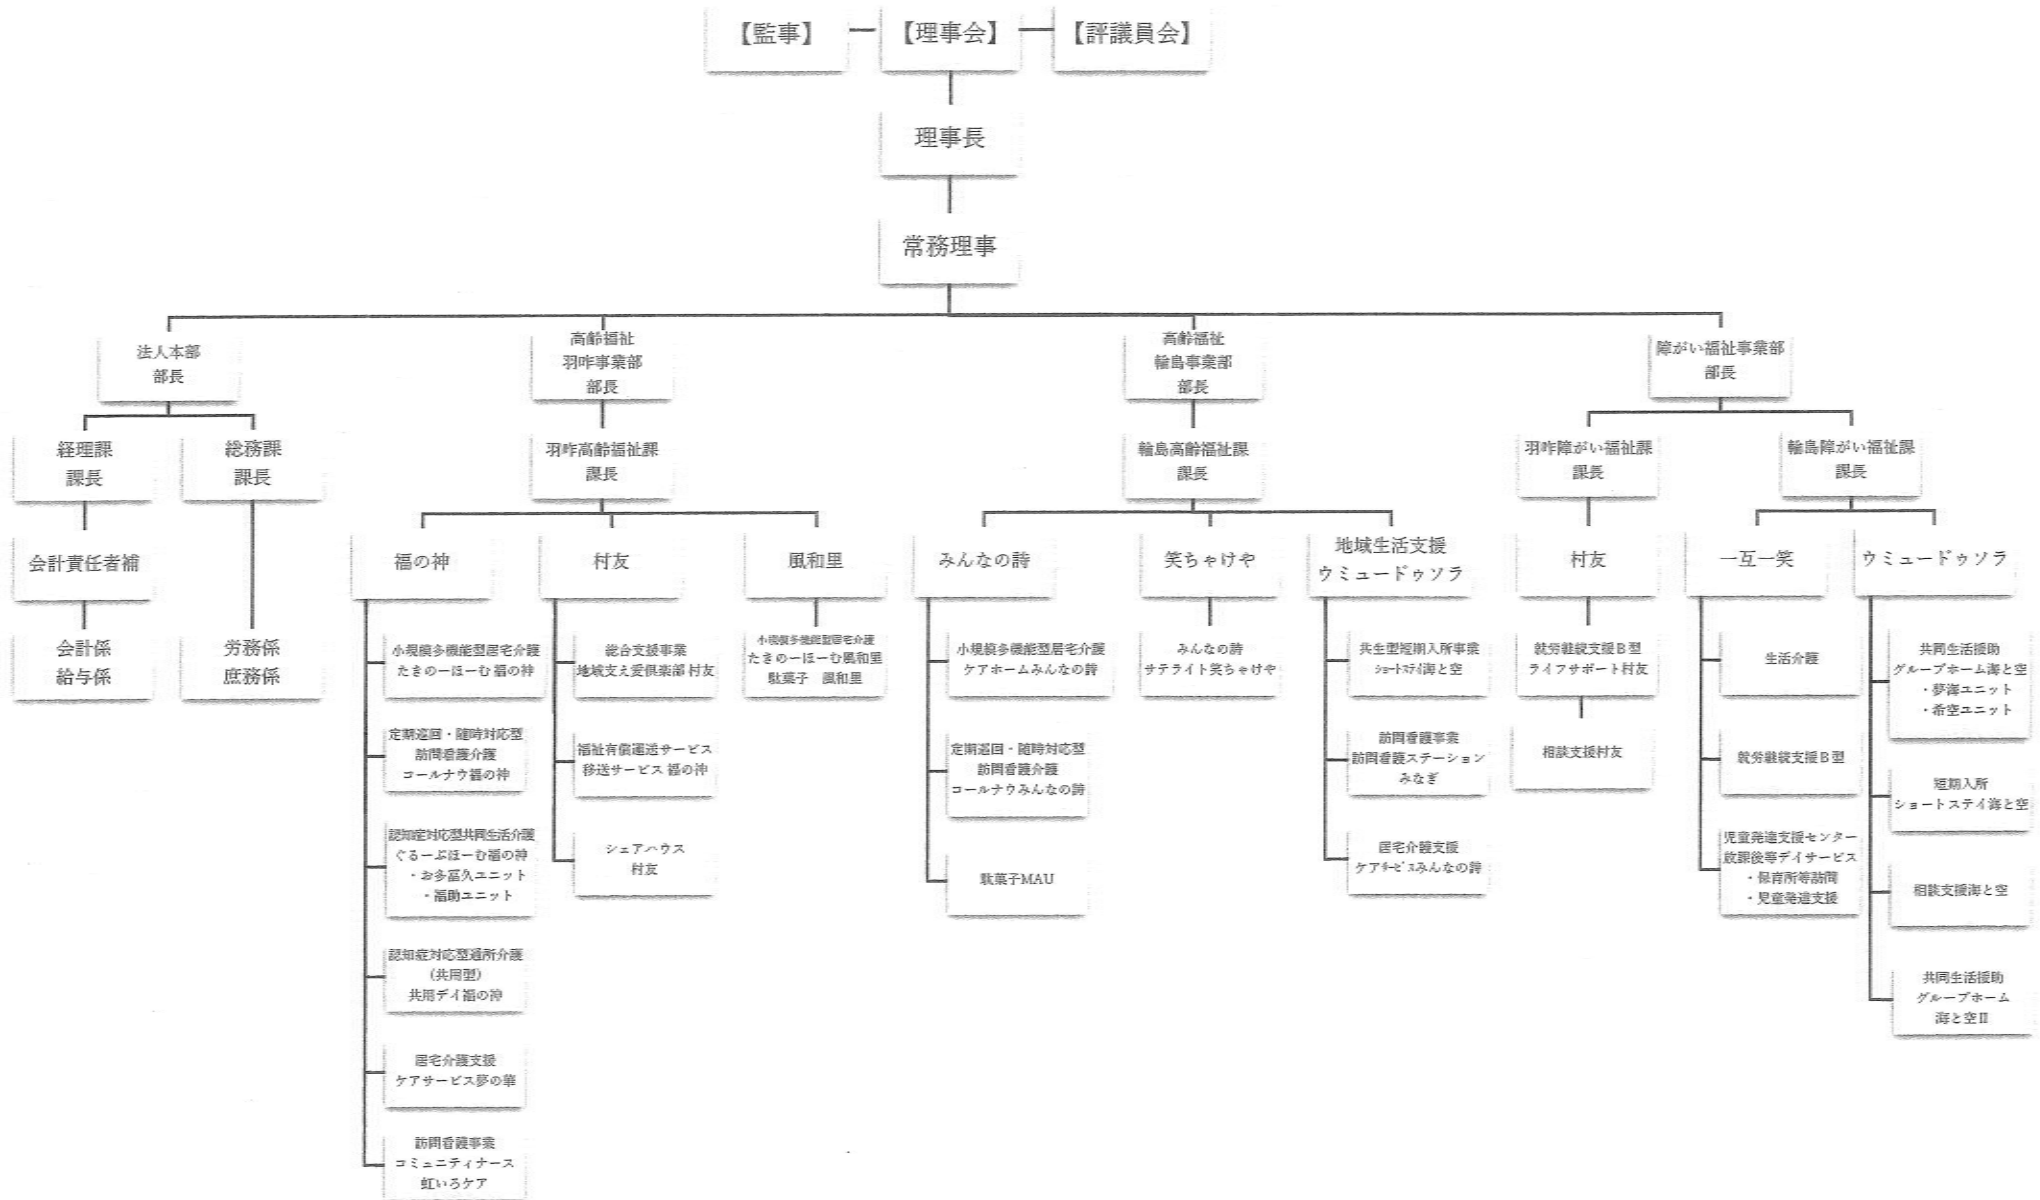 【監事】
【理事会】
【評議員会】
理事長
常務理事
法人本部
部長
高齢福祉
羽咋事業部
部長
高齢福祉
輪島事業部
部長
障がい福祉事業部
部長
経理課
課長
総務課
課長
羽咋高齢福祉課
課長
輪島高齢福祉課
課長
羽咋障がい福祉課
課長
輪島障がい福祉課
課長
会計責任者補
会計係
給与係
労務係
庶務係
福の神
小規模多機能型居宅介護
たきのーほーむ 福の神
定期巡回・随時対応型
訪問看護介護
コールナウ福の神
認知症対応型共同生活介護
ぐるーぷほーむ福の神
・お多冨久ユニット
・福助ユニット
認知症対応型通所介護
（共用型）
共用デイ福の神
居宅介護支援
ケアサービス夢の華
訪問看護事業
コミュニティナース
虹いろケア
村友
総合支援事業
地域支え愛倶楽部 村友
福祉有償運送サービス
移送サービス 福の神
シェアハウス
村友
風和里
小規模多機能型居宅介護
たきのーほーむ風和里
駄菓子 風和里
みんなの詩
小規模多機能型居宅介護
ケアホームみんなの詩
定期巡回・随時対応型
訪問看護介護
コールナウみんなの詩
駄菓子MAU
笑ちゃけや
みんなの詩
サテライト笑ちゃけや
地域生活支援
ウミュードゥソラ
共生型短期入所事業
ｼｮｰﾄｽﾃｲ海と空
訪問看護事業
訪問看護ステーション
みなぎ
居宅介護支援
ケアｻｰﾋﾞｽみんなの詩
村友
就労継続支援Ｂ型
ライフサポート村友
相談支援村友
一互一笑
生活介護
就労継続支援Ｂ型
児童発達支援センター
放課後等デイサービス
・保育所等訪問
・児童発達支援
ウミュードゥソラ
共同生活援助
グループホーム海と空
・夢海ユニット
・希空ユニット
短期入所
ショートステイ海と空
相談支援海と空
共同生活援助
グループホーム
海と空Ⅱ